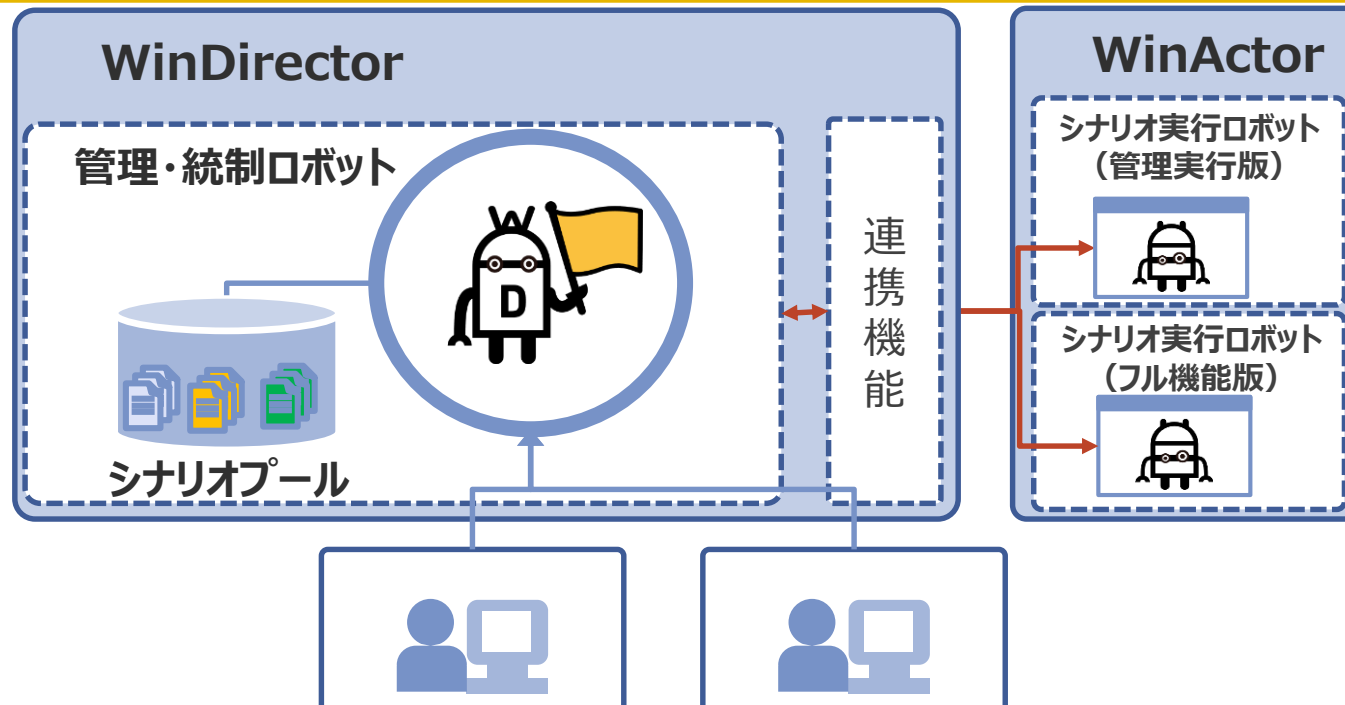 WinDirector
管理・統制ロボット
D
シナリオプール
連携機能
WinActor
シナリオ実行ロボット
（管理実行版）
シナリオ実行ロボット
（フル機能版）